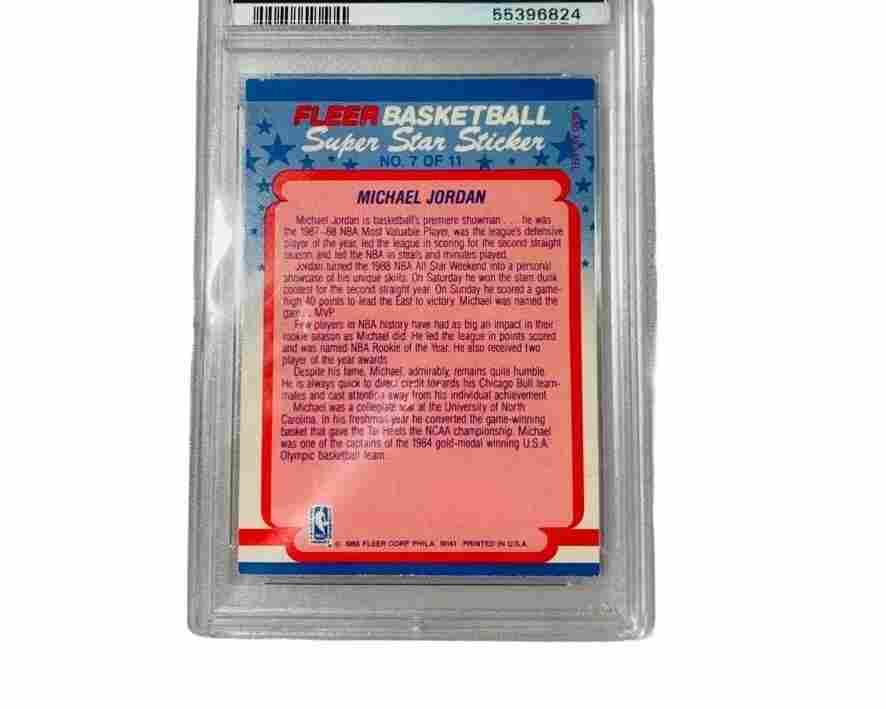 55396824
FLEER BASKETBALL
Super Star Sticker
NO. 7 OF 11
MICHAEL JORDAN
Michael Jordan is basketball's premiere showman . . . he was
the 1987-88 NBA Most Valuable Player, was the league's defensive
player of the year, led the league in scoring for the second straight
season and led the NBA in steals and minutes played.
Jordan turned the 1988 NBA All Star Weekend into a personal
showcase of his unique skills. On Saturday he won the slam dunk
contest for the second straight year. On Sunday he scored a game-
high 40 points to lead the East to victory. Michael was named the
game's MVP
Few players in NBA history have had as big an impact in their
rookie season as Michael did. He led the league in points scored
and was named NBA Rookie of the Year. He also received two
player of the year awards
Despite his fame, Michael, admirably, remains quite humble.
He is always quick to direct credit towards his Chicago Bull team-
mates and cast attention away from his individual achievement.
Michael was a collegiate star at the University of North
Carolina. In his freshman year he converted the game-winning
basket that gave the Tar Heels the NCAA championship. Michael
was one of the captains of the 1984 gold-medal winning U.S.A.
Olympic basketball team.
© 1988 FLEER CORP. PHILA. 19141 PRINTED IN U.S.A.